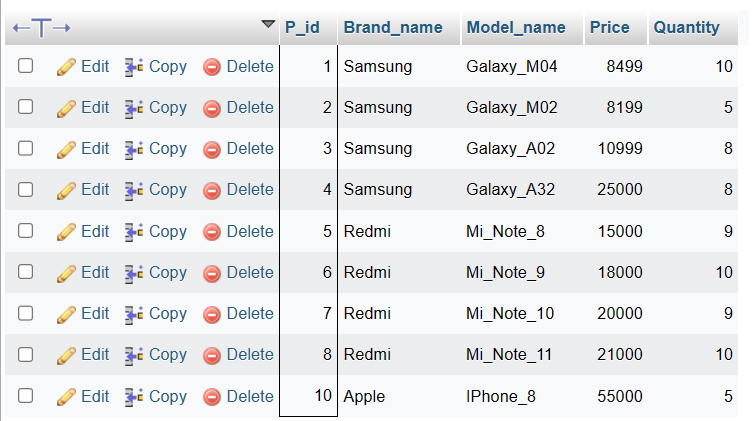 P_id Brand_name Model_name Price Quantity
Edit Copy Delete 1 Samsung Galaxy_M04 8499 10
Edit Copy Delete 2 Samsung Galaxy_M02 8199 5
Edit Copy Delete 3 Samsung Galaxy_A02 10999 8
Edit Copy Delete 4 Samsung Galaxy_A32 25000 8
Edit Copy Delete 5 Redmi Mi_Note_8 15000 9
Edit Copy Delete 6 Redmi Mi_Note_9 18000 10
Edit Copy Delete 7 Redmi Mi_Note_10 20000 9
Edit Copy Delete 8 Redmi Mi_Note_11 21000 10
Edit Copy Delete 10 Apple IPhone_8 55000 5